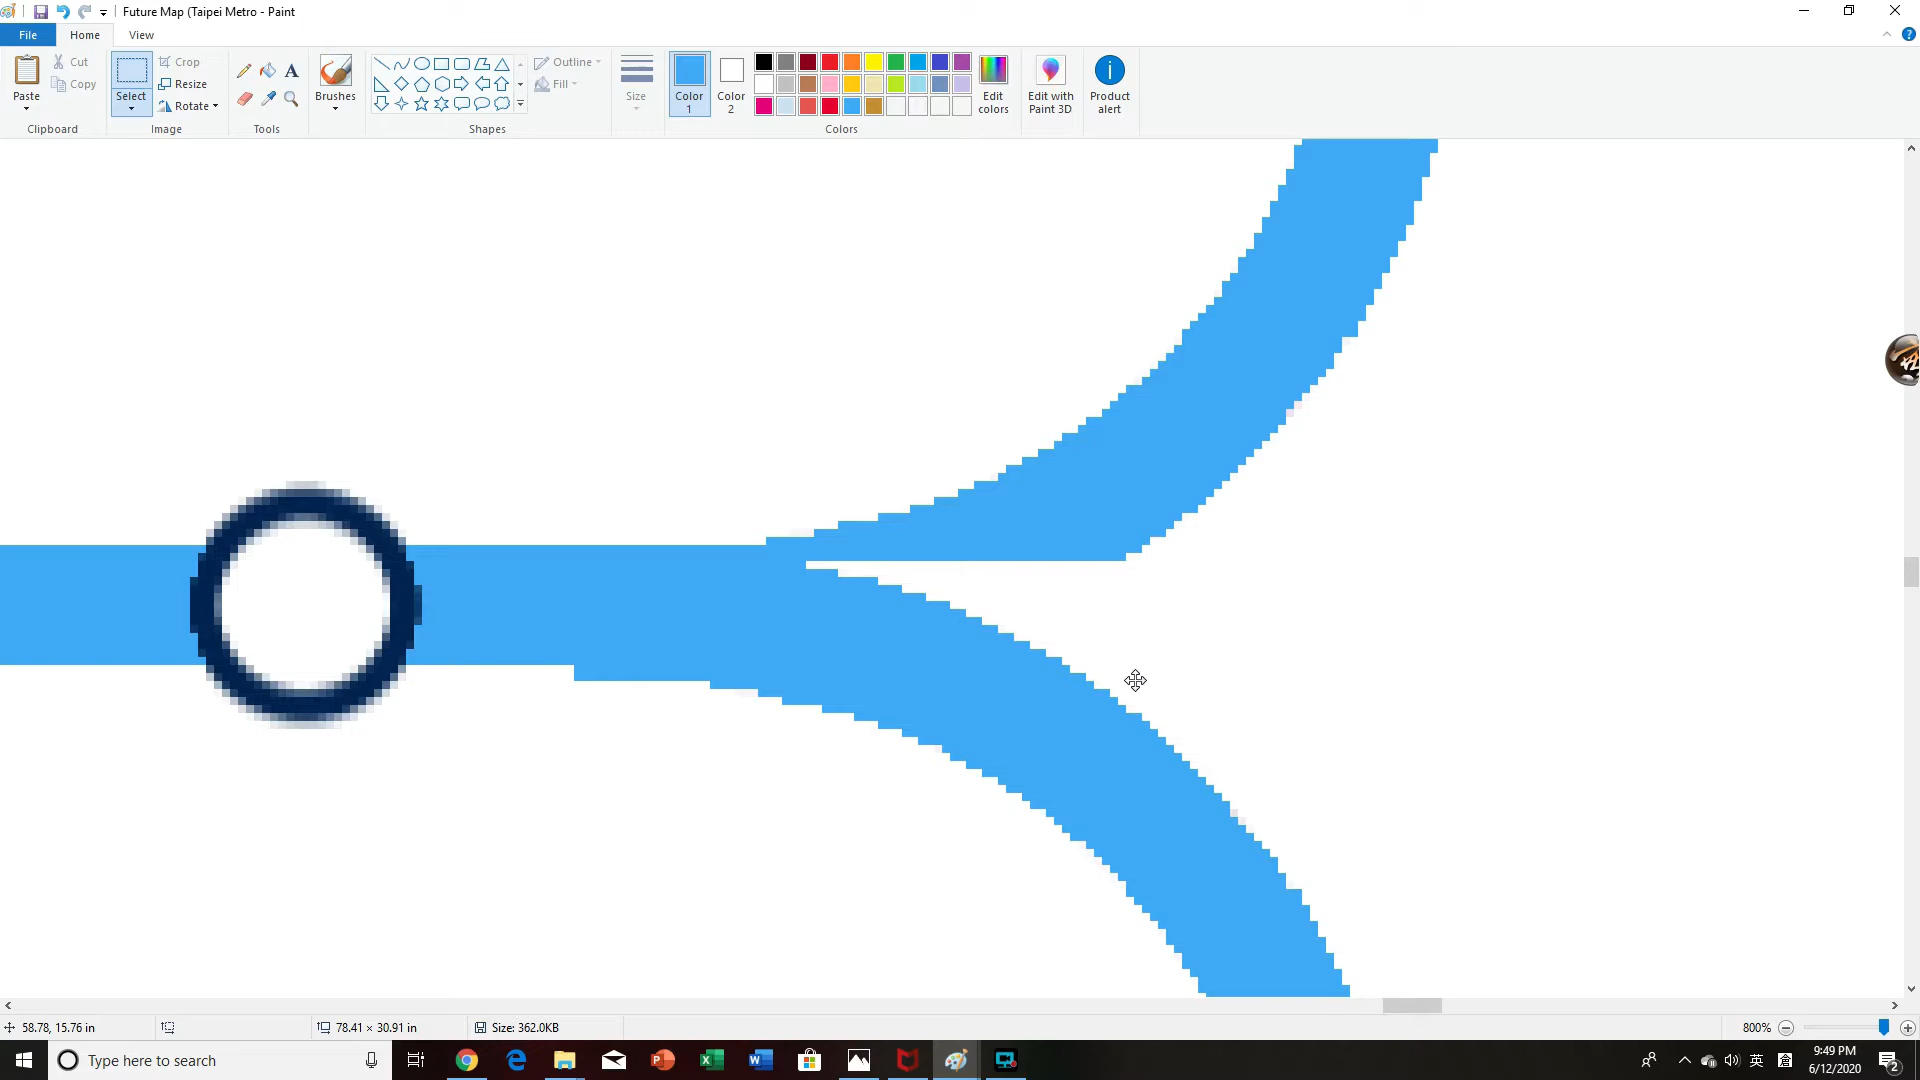 Future Map (Taipei Metro - Paint
File
Home
View
Paste
Cut
Copy
Clipboard
Select
Crop
Resize
Rotate
Image
A
Tools
Brushes
Shapes
Outline
Fill
Size
Color
1
Color
2
Colors
Edit
colors
Edit with
Paint 3D
Product
alert
58.78, 15.76 in
78.41 × 30.91 in
Size: 362.0KB
800%
Type here to search
英
倉
9:49 PM
6/12/2020
2